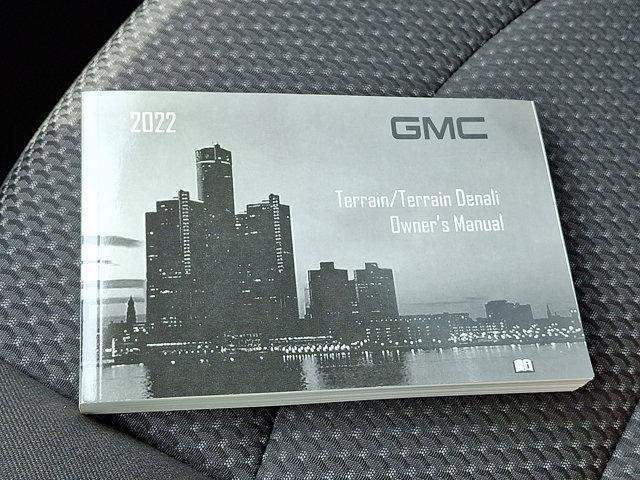 2022
GMC
Terrain/Terrain Denali
Owner's Manual